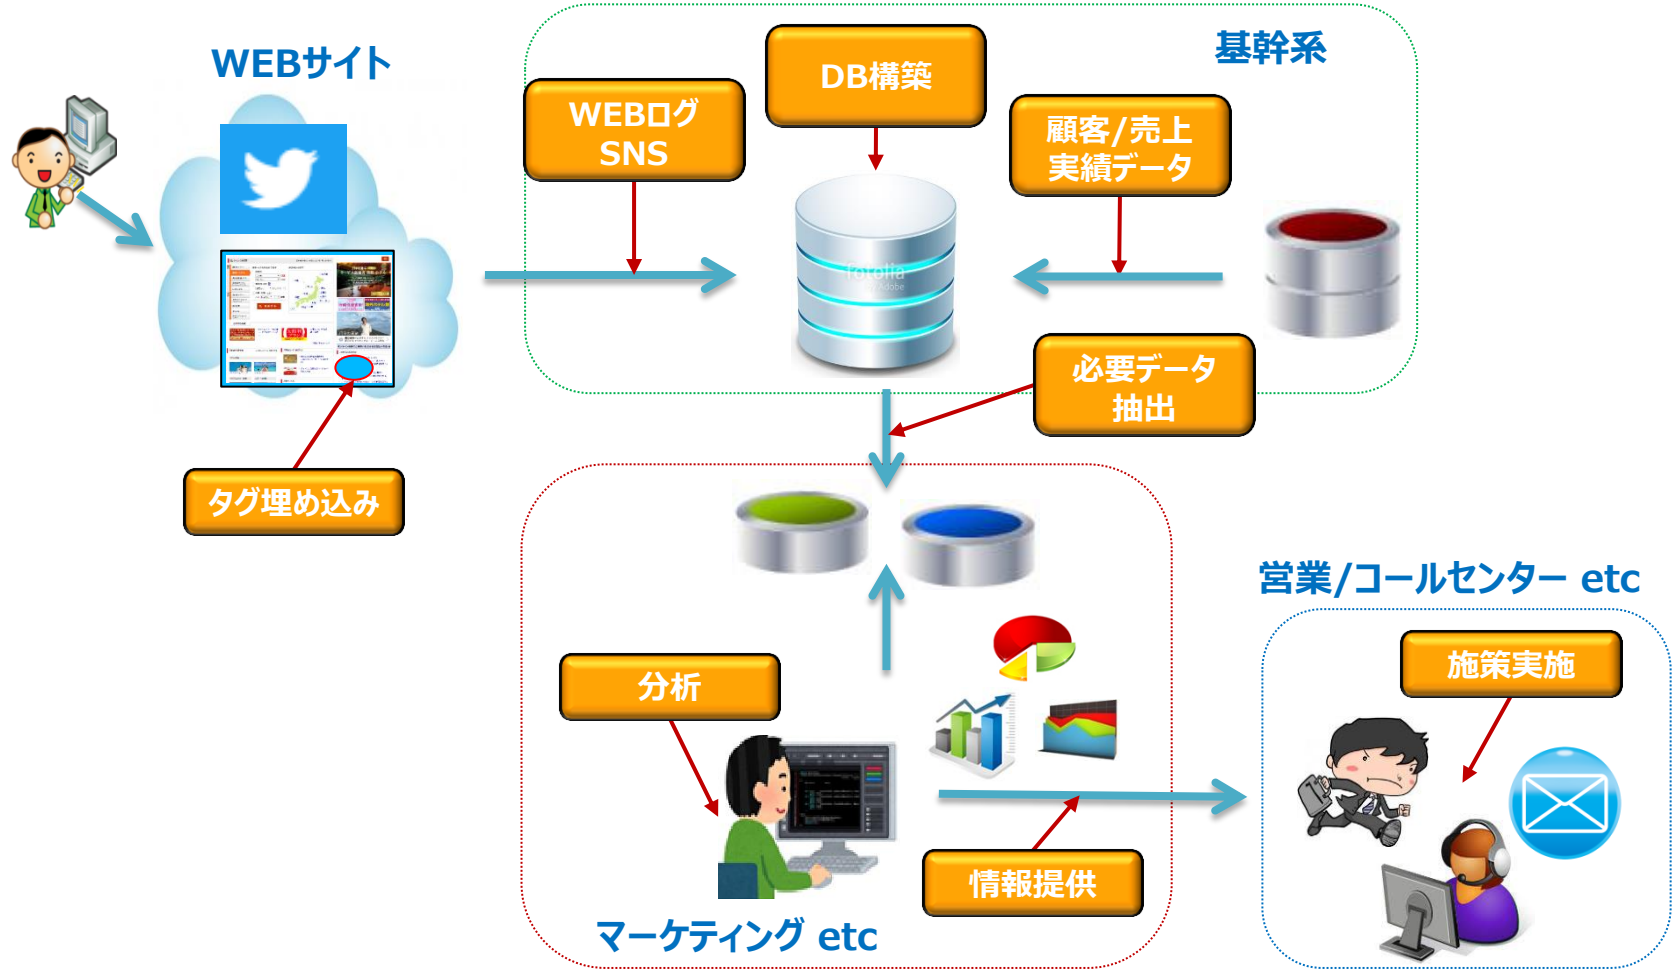 WEBサイト
基幹系
DB構築
WEBログ
SNS
顧客/売上
実績データ
fotolia
Adobe
必要データ
抽出
タグ埋め込み
営業/コールセンター etc
施策実施
分析
情報提供
マーケティング etc